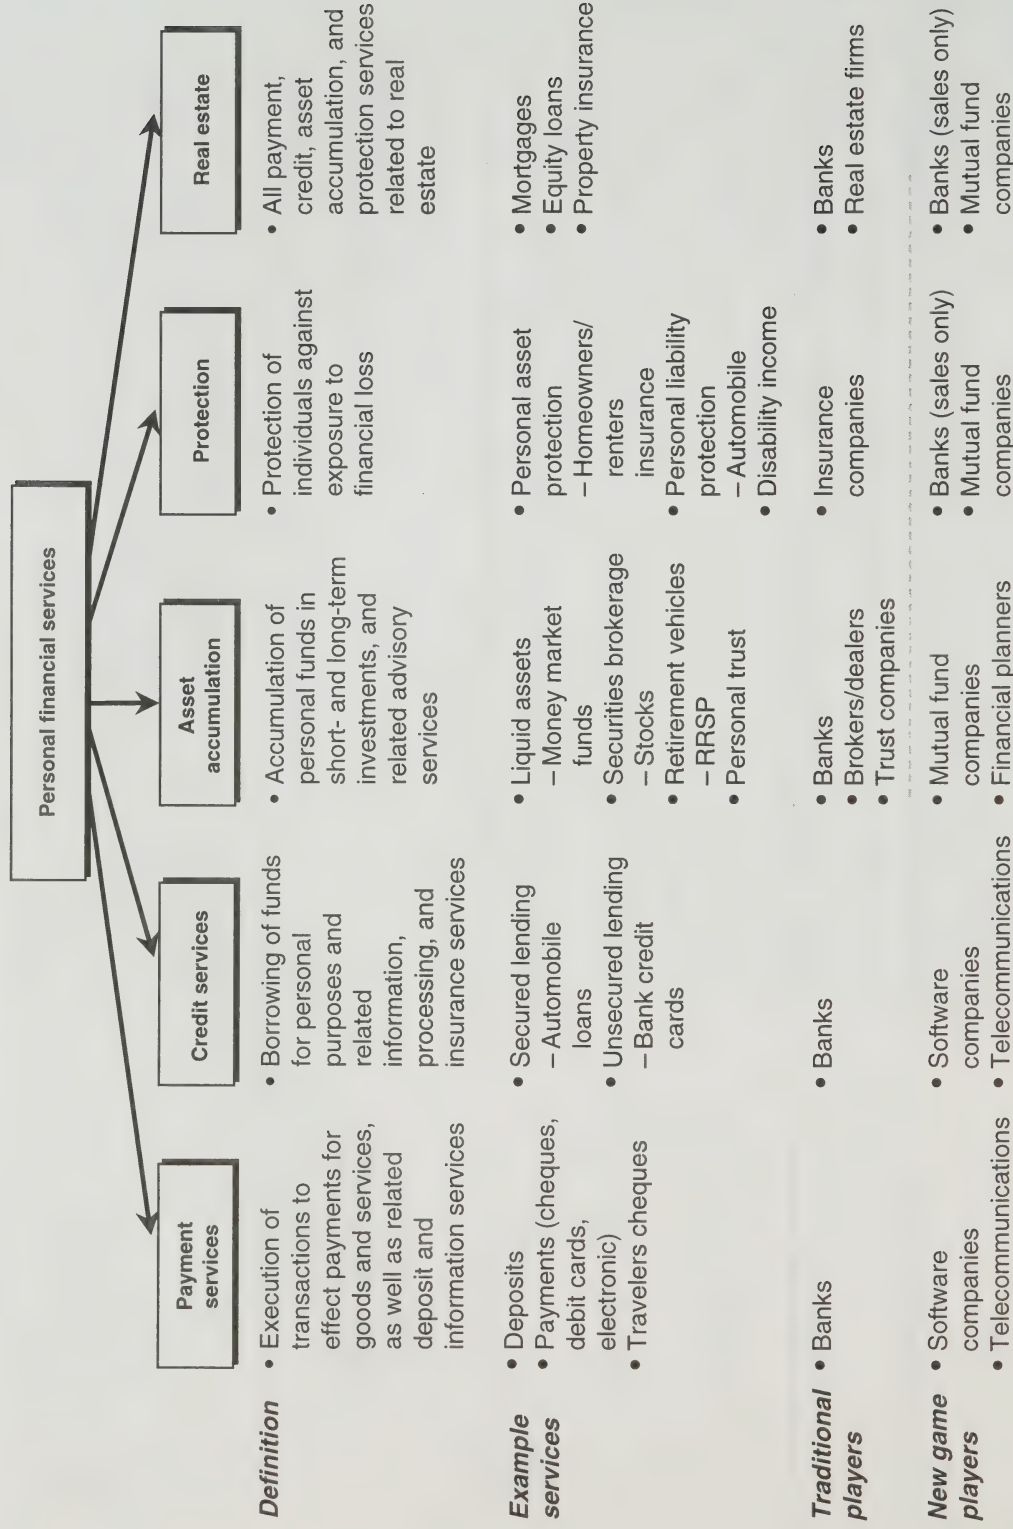 Personal financial services
Payment
services
Credit services
Asset
accumulation
Protection
Real estate
Definition
• Execution of
transactions to
effect payments for
goods and services,
as well as related
deposit and
information services
• Borrowing of funds
for personal
purposes and
related
information,
processing, and
insurance services
• Accumulation of
personal funds in
short- and long-term
investments, and
related advisory
services
• Protection of
individuals against
exposure to
financial loss
• All payment,
credit, asset
accumulation, and
protection services
related to real
estate
Example
services
• Deposits
• Payments (cheques,
debit cards,
electronic)
• Travelers cheques
• Secured lending
– Automobile
loans
• Unsecured lending
– Bank credit
cards
• Liquid assets
– Money market
funds
• Securities brokerage
– Stocks
• Retirement vehicles
– RRSP
• Personal trust
• Personal asset
protection
– Homeowners/
renters
insurance
• Personal liability
protection
– Automobile
• Disability income
• Mortgages
• Equity loans
• Property insurance
Traditional
players
• Banks
• Banks
• Banks
• Brokers/dealers
• Trust companies
• Insurance
companies
• Banks
• Real estate firms
New game
players
• Software
companies
• Telecommunications
• Software
companies
• Telecommunications
• Mutual fund
companies
• Financial planners
• Banks (sales only)
• Mutual fund
companies
• Banks (sales only)
• Mutual fund
companies